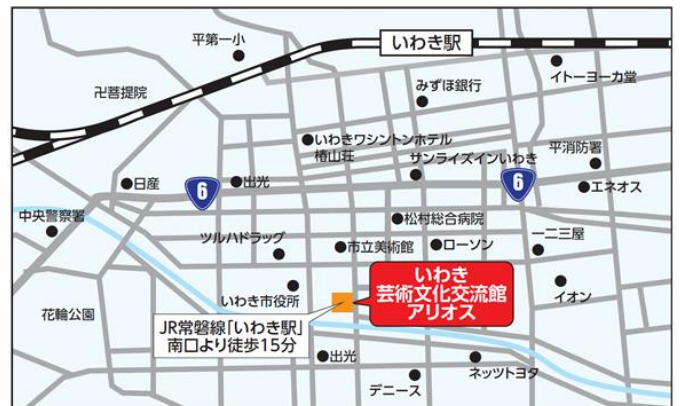 いわき駅
平第一小
イトーヨーカ堂
みずほ銀行
卍菩提院
いわきワシントンホテル
椿山荘
サンライズインいわき
平消防署
日産
6
出光
6
エネオス
中央警察署
松村総合病院
ツルハドラッグ
市立美術館
ローソン
一二三屋
いわき
芸術文化交流館
アリオス
イオン
いわき市役所
花輪公園
JR常磐線「いわき駅」
南口より徒歩15分
出光
ネッツトヨタ
デニーズ